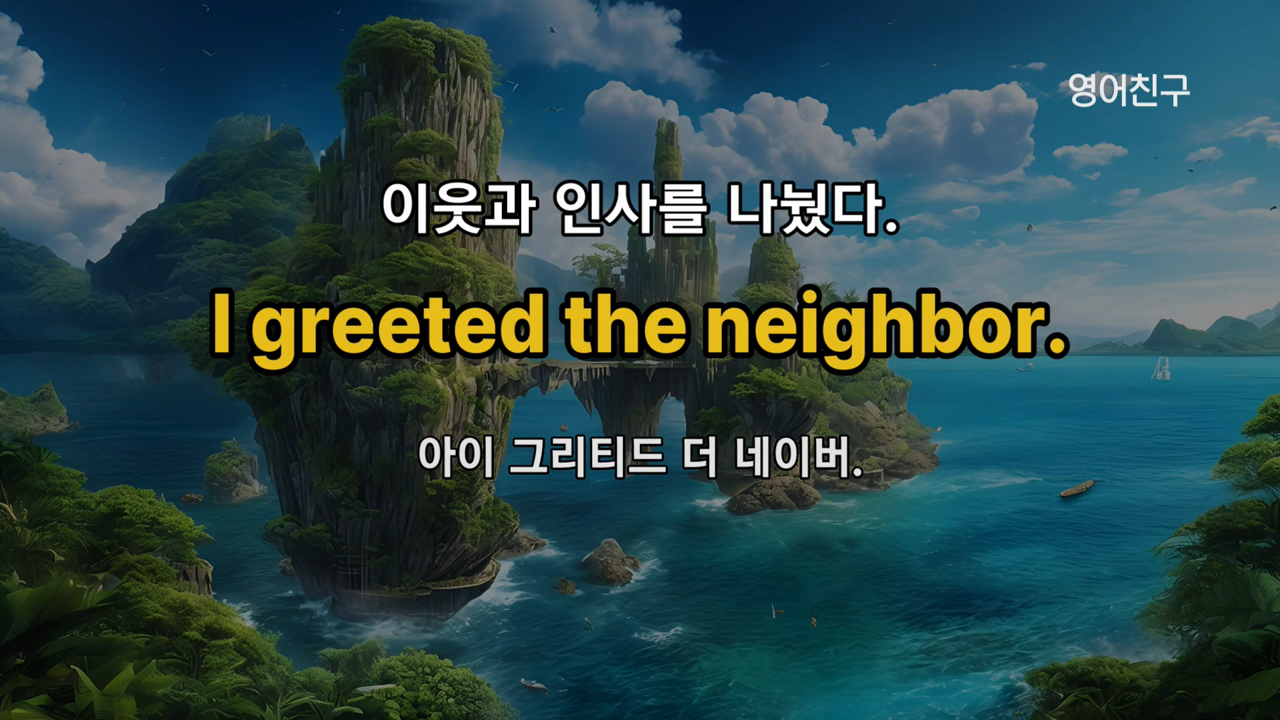 영어친구
이웃과 인사를 나눴다.
I greeted the neighbor.
아이 그리티드 더 네이버.